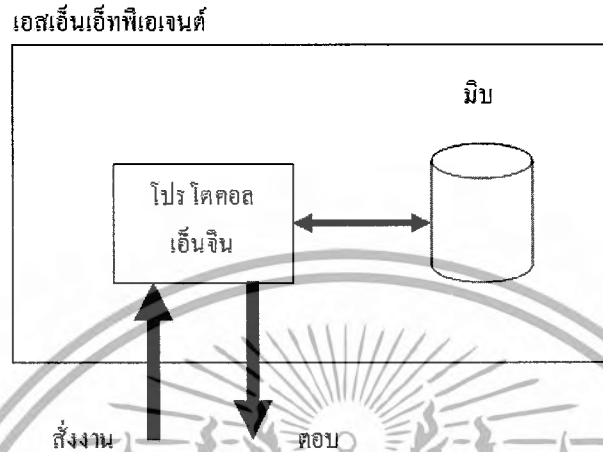 เอสเอ็นเอ็ทพีเอเจนต์
มิบ
โปรโตคอล
เอ็นจิน
สั่งงาน
ตอบ